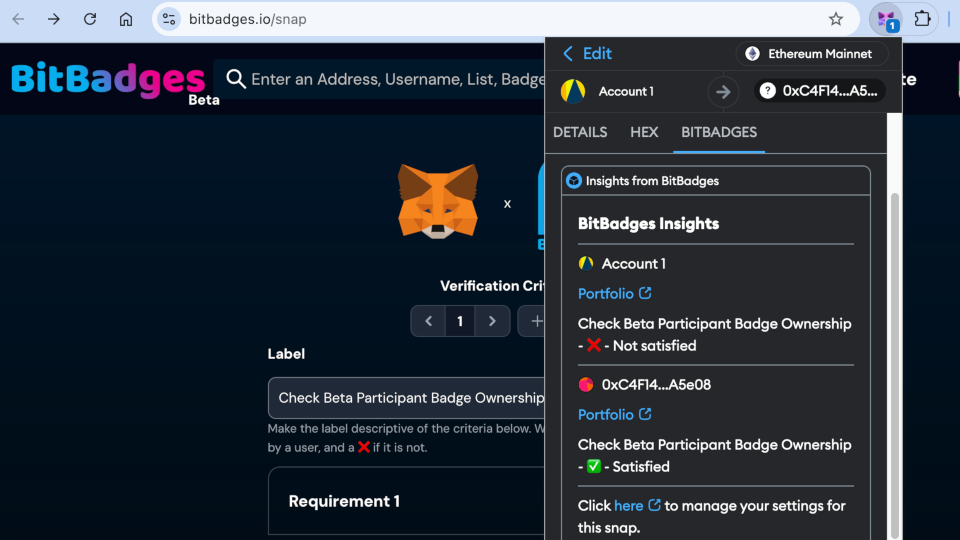 bitbadges.io/snap
1
BitBadges
Beta
Enter an Address, Username, List, Badge
x
Verification Cri
1
Label
Check Beta Participant Badge Ownership
Make the label descriptive of the criteria below. W
by a user, and a ❌ if it is not.
Requirement 1
Edit
Ethereum Mainnet
Account 1
? 0xC4F14...A5...
DETAILS HEX BITBADGES
Insights from BitBadges
BitBadges Insights
Account 1
Portfolio
Check Beta Participant Badge Ownership
- ❌ - Not satisfied
0xC4F14...A5e08
Portfolio
Check Beta Participant Badge Ownership
- ✅ - Satisfied
Click here to manage your settings for
this snap.